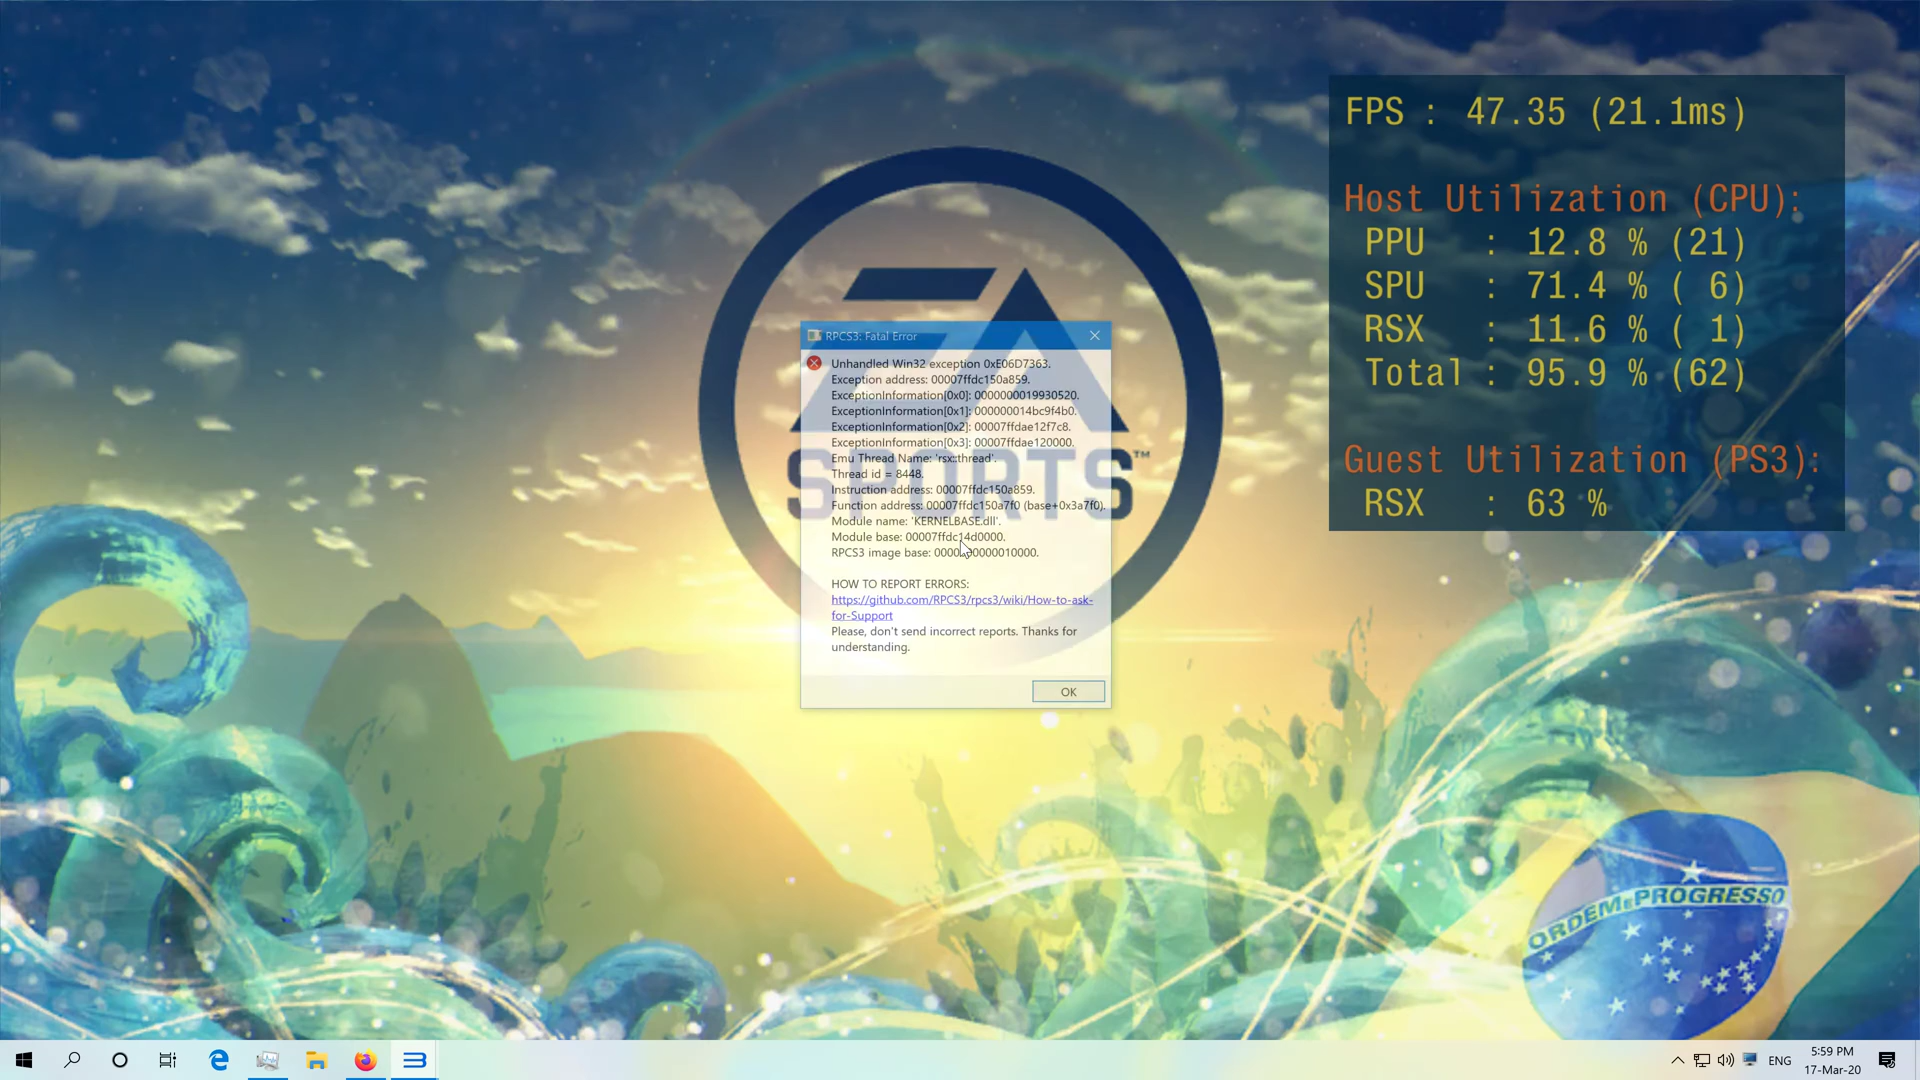 FPS : 47.35 (21.1ms)
Host Utilization (CPU):
PPU : 12.8 % (21)
SPU : 71.4 % ( 6)
RSX : 11.6 % ( 1)
Total : 95.9 % (62)
Guest Utilization (PS3):
RSX : 63 %
EA
SPORTS™
RPCS3: Fatal Error
Unhandled Win32 exception 0xE06D7363.
Exception address: 00007ffdc150a859.
ExceptionInformation[0x0]: 0000000019930520.
ExceptionInformation[0x1]: 000000014bc9f4b0.
ExceptionInformation[0x2]: 00007ffdae12f7c8.
ExceptionInformation[0x3]: 00007ffdae120000.
Emu Thread Name: 'rsx::thread'.
Thread id = 8448.
Instruction address: 00007ffdc150a859.
Function address: 00007ffdc150a7f0 (base+0x3a7f0).
Module name: 'KERNELBASE.dll'.
Module base: 00007ffdc14d0000.
RPCS3 image base:
HOW TO REPORT ERRORS:
https://github.com/RPCS3/rpcs3/wiki/How-to-ask-
for-Support
Please, don't send incorrect reports. Thanks for
understanding.
OK
ORDEM E PROGRESSO
ENG
5:59 PM
17-Mar-20